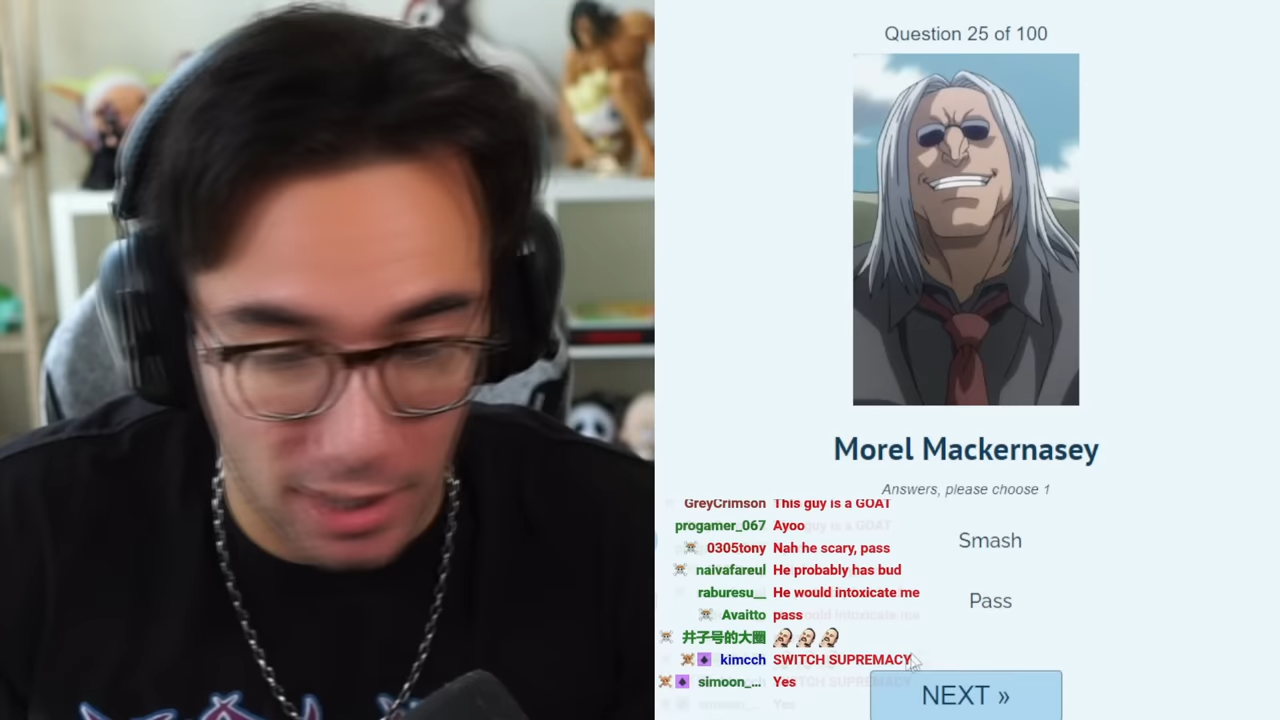 Question 25 of 100
Morel Mackernasey
Answers, please choose 1
Smash
Pass
GreyCrimson This guy is a GOAT
progamer_067 Ayoo
0305tony Nah he scary, pass
naivafareul He probably has bud
raburesu__ He would intoxicate me
Avaitto pass
井子号的大圈
kimcch SWITCH SUPREMACY
simoon_... Yes
NEXT »